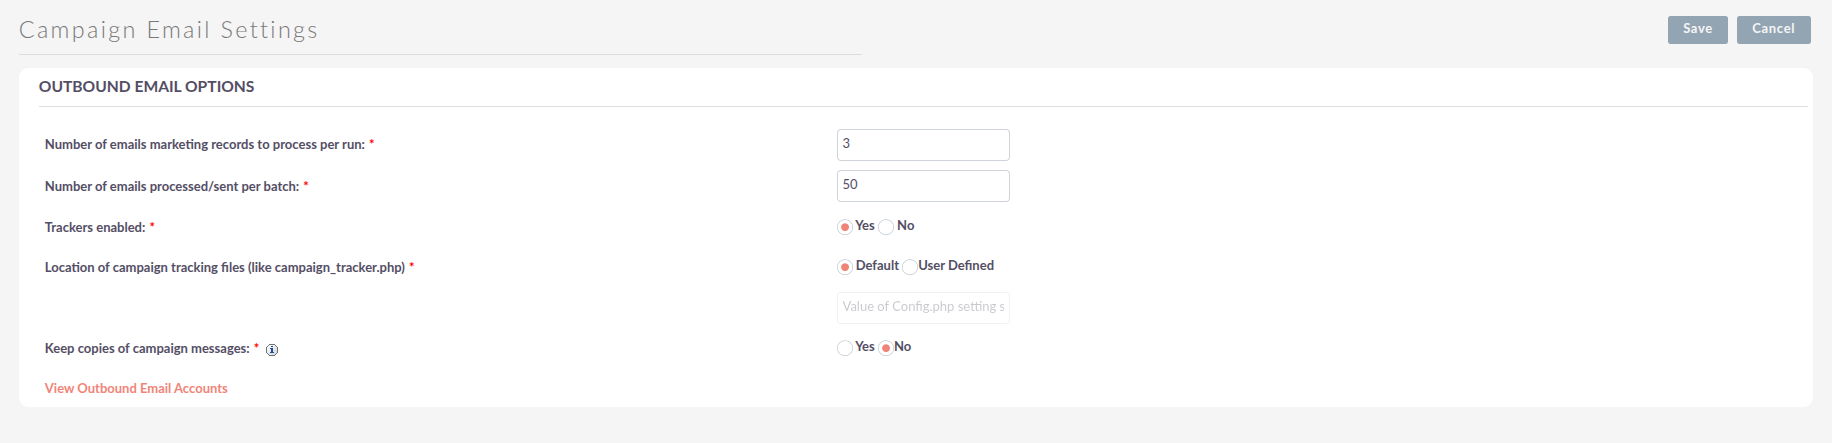 Campaign Email Settings
Save Cancel
OUTBOUND EMAIL OPTIONS
Number of emails marketing records to process per run: * 3
Number of emails processed/sent per batch: * 50
Trackers enabled: * Yes No
Location of campaign tracking files (like campaign_tracker.php) * Default User Defined
Value of Config.php setting s
Keep copies of campaign messages: * i Yes No
View Outbound Email Accounts